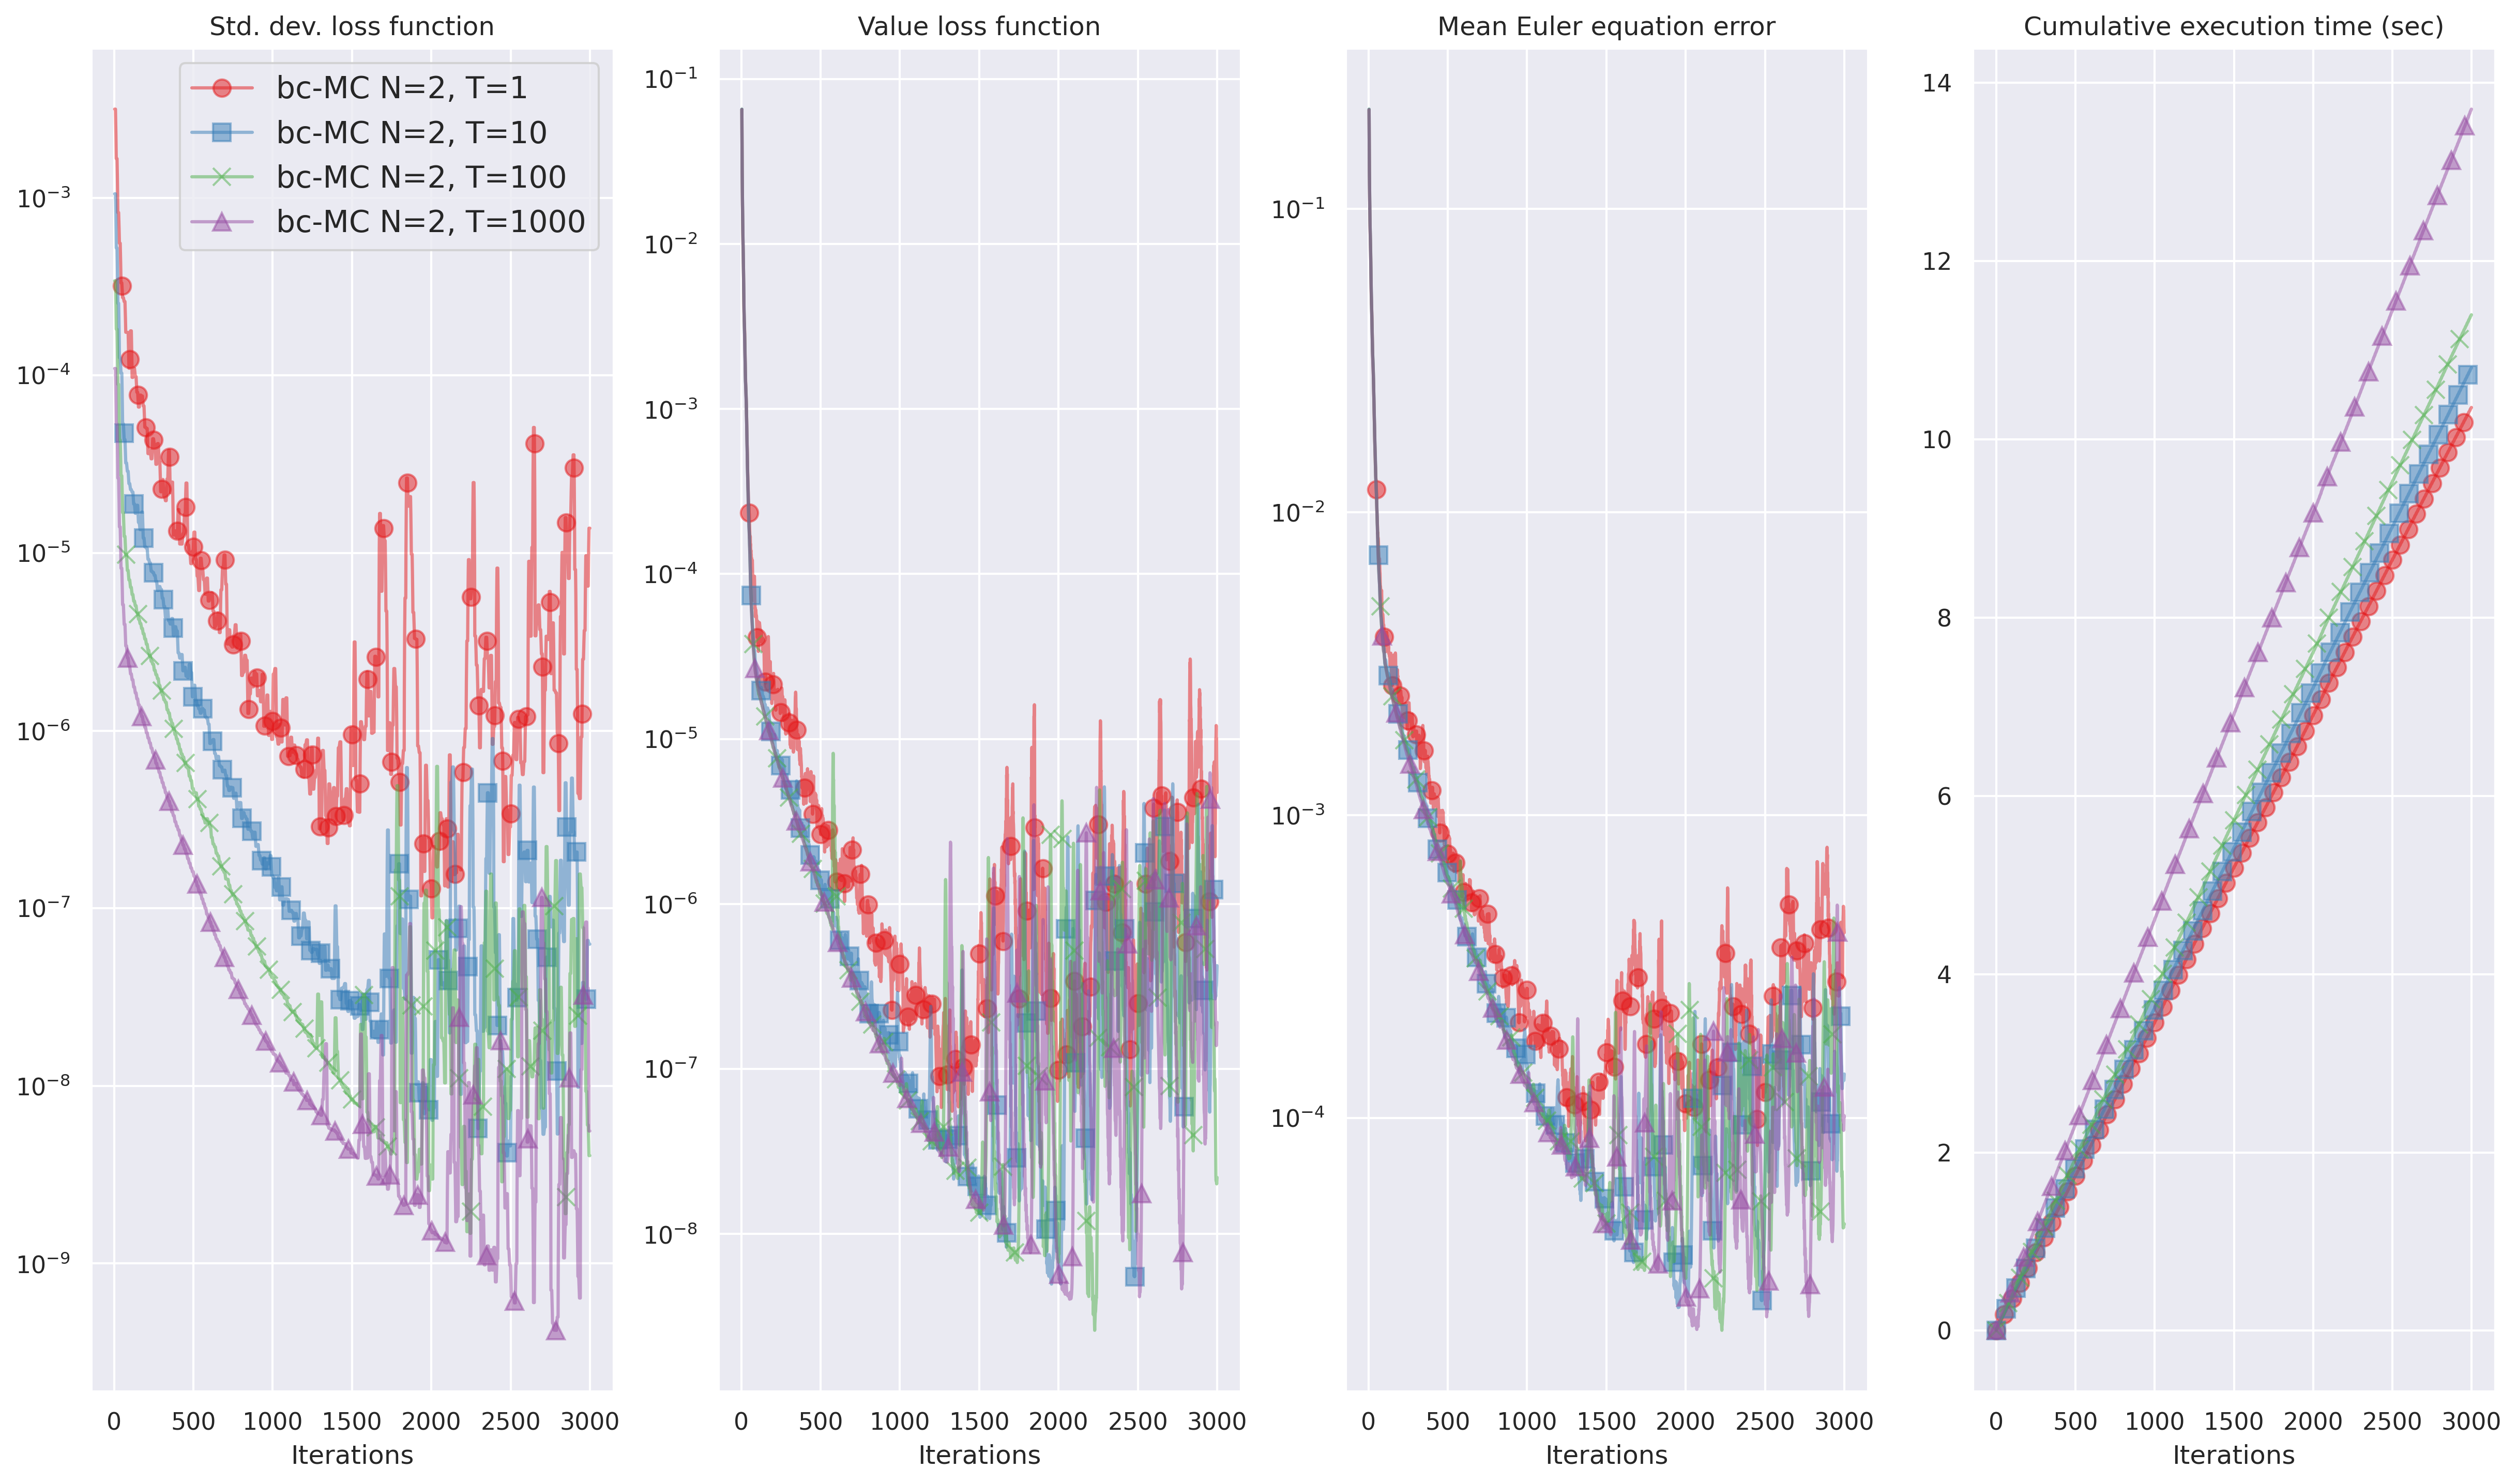 Std. dev. loss function
Value loss function
Mean Euler equation error
Cumulative execution time (sec)
bc-MC N=2, T=1
bc-MC N=2, T=10
bc-MC N=2, T=100
bc-MC N=2, T=1000
10⁻³
10⁻⁴
10⁻⁵
10⁻⁶
10⁻⁷
10⁻⁸
10⁻⁹
0 500 1000 1500 2000 2500 3000
Iterations
10⁻¹
10⁻²
10⁻³
10⁻⁴
10⁻⁵
10⁻⁶
10⁻⁷
10⁻⁸
0 500 1000 1500 2000 2500 3000
Iterations
10⁻¹
10⁻²
10⁻³
10⁻⁴
0 500 1000 1500 2000 2500 3000
Iterations
14
12
10
8
6
4
2
0
0 500 1000 1500 2000 2500 3000
Iterations